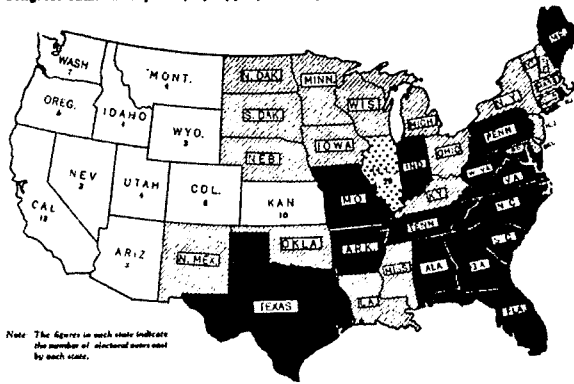 WASH
7
MONT.
4
N. DAK.
MINN.
ME.
OREG.
6
IDAHO
4
WYO.
3
S. DAK.
WIS.
MICH
N.Y.
NEB.
IOWA
PENN.
NEV
3
UTAH
4
COL.
6
KAN
10
MO.
ILL.
IND
OHIO
W.VA.
VA.
KY.
CAL
13
ARIZ
3
N. MEX.
OKLA
ARK.
TENN.
N.C.
S.C.
TEXAS
LA.
MISS
ALA
GA.
FLA.
Note The figures in each state indicate
the number of electoral votes cast
by each state.